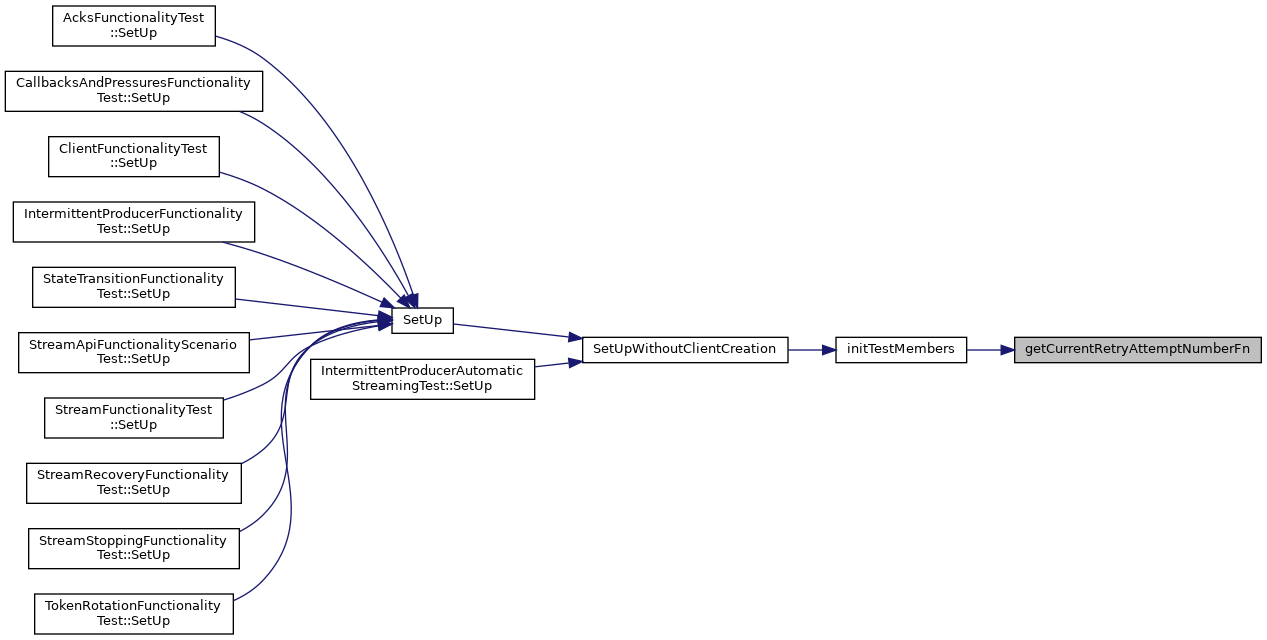 AcksFunctionalityTest
::SetUp
CallbacksAndPressuresFunctionality
Test::SetUp
ClientFunctionalityTest
::SetUp
IntermittentProducerFunctionality
Test::SetUp
StateTransitionFunctionality
Test::SetUp
StreamApiFunctionalityScenario
Test::SetUp
StreamFunctionalityTest
::SetUp
StreamRecoveryFunctionality
Test::SetUp
StreamStoppingFunctionality
Test::SetUp
TokenRotationFunctionality
Test::SetUp
SetUp
IntermittentProducerAutomatic
StreamingTest::SetUp
SetUpWithoutClientCreation
initTestMembers
getCurrentRetryAttemptNumberFn